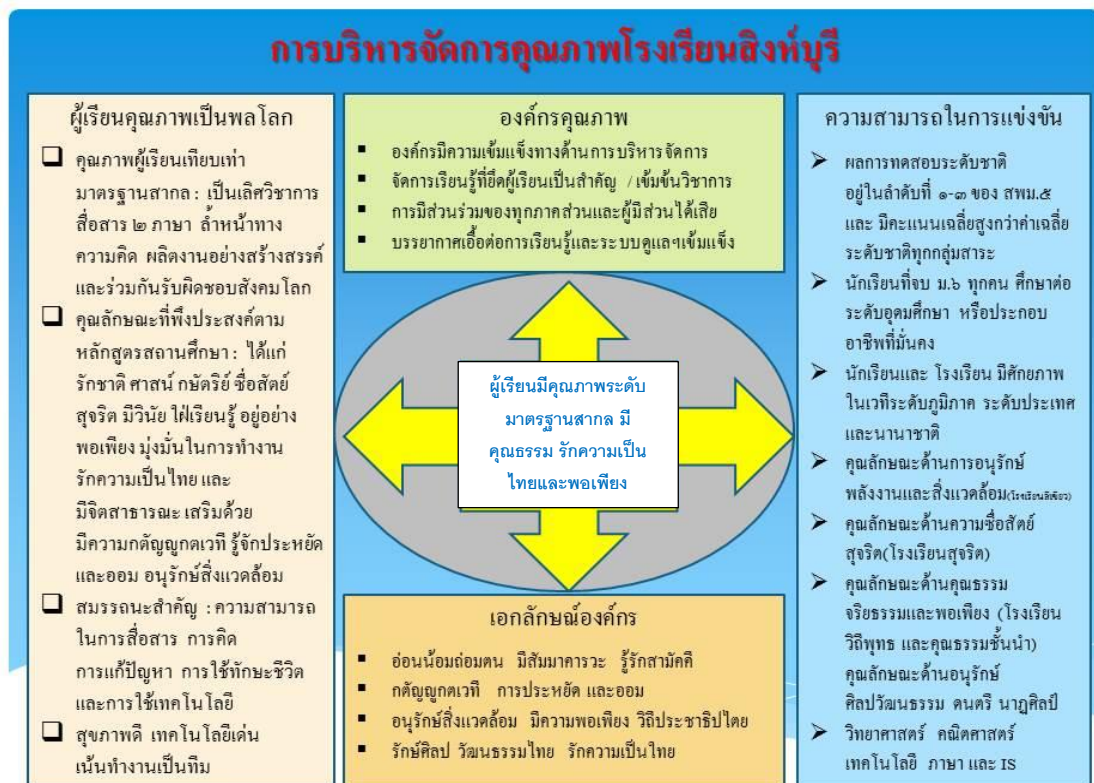 การบริหารจัดการคุณภาพโรงเรียนสิงห์บุรี
ผู้เรียนคุณภาพเป็นพลโลก
คุณภาพผู้เรียนเทียบเท่า
มาตรฐานสากล : เป็นเลิศวิชาการ
สื่อสาร ๒ ภาษา ล้ำหน้าทาง
ความคิด ผลิตงานอย่างสร้างสรรค์
และร่วมกันรับผิดชอบสังคมโลก
คุณลักษณะที่พึงประสงค์ตาม
หลักสูตรสถานศึกษา : ได้แก่
รักชาติ ศาสน์ กษัตริย์ ซื่อสัตย์
สุจริต มีวินัย ใฝ่เรียนรู้ อยู่อย่าง
พอเพียง มุ่งมั่นในการทำงาน
รักความเป็นไทย และ
มีจิตสาธารณะ เสริมด้วย
มีความกตัญญูกตเวที รู้จักประหยัด
และออม อนุรักษ์สิ่งแวดล้อม
สมรรถนะสำคัญ : ความสามารถ
ในการสื่อสาร การคิด
การแก้ปัญหา การใช้ทักษะชีวิต
และการใช้เทคโนโลยี
สุขภาพดี เทคโนโลยีเด่น
เน้นทำงานเป็นทีม
องค์กรคุณภาพ
องค์กรมีความเข้มแข็งทางด้านการบริหารจัดการ
จัดการเรียนรู้ที่ยึดผู้เรียนเป็นสำคัญ /เข้มข้นวิชาการ
การมีส่วนร่วมของทุกภาคส่วนและผู้มีส่วนได้เสีย
บรรยากาศเอื้อต่อการเรียนรู้และระบบดูแลฯเข้มแข็ง
ผู้เรียนมีคุณภาพระดับ
มาตรฐานสากล มี
คุณธรรม รักความเป็น
ไทยและพอเพียง
เอกลักษณ์องค์กร
อ่อนน้อมถ่อมตน มีสัมมาคารวะ รู้รักสามัคคี
กตัญญูกตเวที การประหยัด และออม
อนุรักษ์สิ่งแวดล้อม มีความพอเพียง วิถีประชาธิปไตย
รักษ์ศิลป วัฒนธรรมไทย รักความเป็นไทย
ความสามารถในการแข่งขัน
ผลการทดสอบระดับชาติ
อยู่ในลำดับที่ ๑-๓ ของ สพม.๕
และ มีคะแนนเฉลี่ยสูงกว่าค่าเฉลี่ย
ระดับชาติทุกกลุ่มสาระ
นักเรียนที่จบ ม.๖ ทุกคน ศึกษาต่อ
ระดับอุดมศึกษา หรือประกอบ
อาชีพที่มั่นคง
นักเรียนและ โรงเรียน มีศักยภาพ
ในเวทีระดับภูมิภาค ระดับประเทศ
และนานาชาติ
คุณลักษณะด้านการอนุรักษ์
พลังงานและสิ่งแวดล้อม(โรงเรียนสีเขียว)
คุณลักษณะด้านความซื่อสัตย์
สุจริต(โรงเรียนสุจริต)
คุณลักษณะด้านคุณธรรม
จริยธรรมและพอเพียง (โรงเรียน
วิถีพุทธ และคุณธรรมชั้นนำ)
คุณลักษณะด้านอนุรักษ์
ศิลปวัฒนธรรม ดนตรี นาฏศิลป์
วิทยาศาสตร์ คณิตศาสตร์
เทคโนโลยี ภาษา และ IS